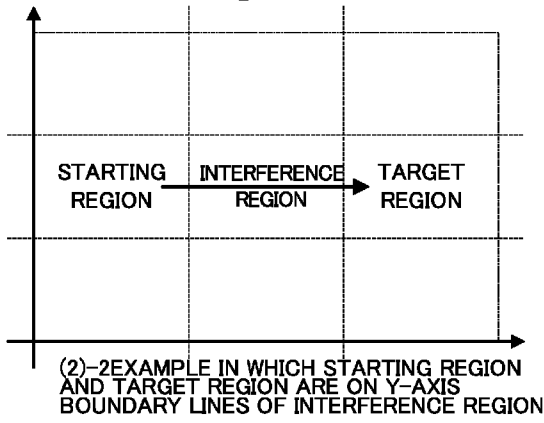 STARTING INTERFERENCE TARGET
REGION REGION REGION
(2)-2EXAMPLE IN WHICH STARTING REGION
AND TARGET REGION ARE ON Y-AXIS
BOUNDARY LINES OF INTERFERENCE REGION